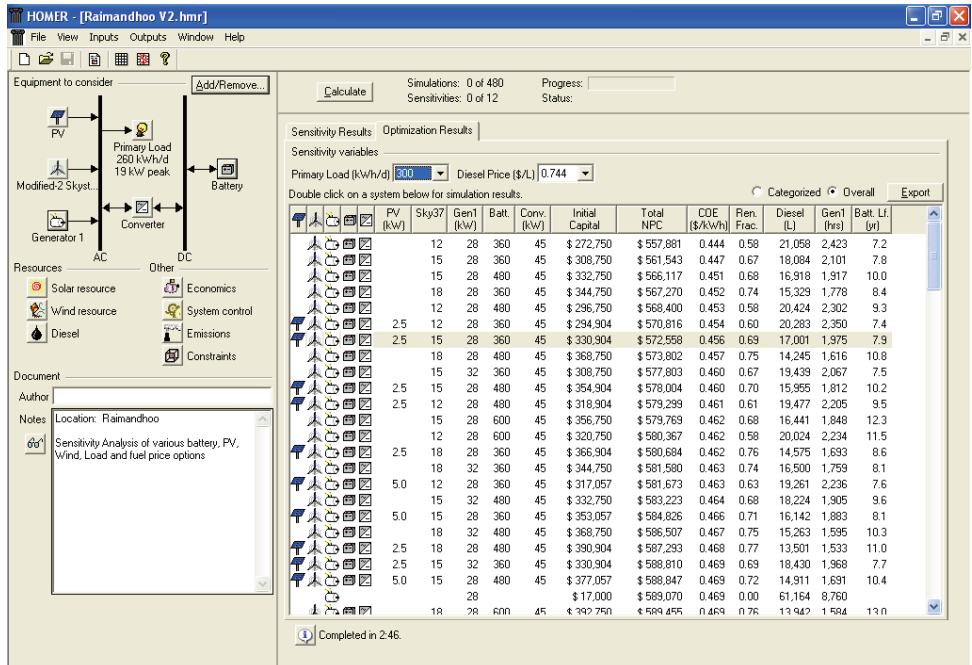 HOMER - [Raimandhoo V2.hmr]
File View Inputs Outputs Window Help
Equipment to consider
Add/Remove...
PV
Primary Load
260 kWh/d
19 kW peak
Modified-2 Skyst...
Battery
Converter
Generator 1
AC DC
Resources Other
Solar resource Economics
Wind resource System control
Diesel Emissions
Constraints
Document
Author
Notes
Location: Raimandhoo
Sensitivity Analysis of various battery, PV,
Wind, Load and fuel price options
Calculate
Simulations: 0 of 480 Progress:
Sensitivities: 0 of 12 Status:
Sensitivity Results Optimization Results
Sensitivity variables
Primary Load (kWh/d) 300 Diesel Price ($/L) 0.744
Double click on a system below for simulation results.
Categorized Overall Export
PV (kW) Sky37 Gen1 (kW) Batt. Conv. (kW) Initial Capital Total NPC COE ($/kWh) Ren. Frac. Diesel (L) Gen1 (hrs) Batt. Lf. (yr)
12 28 360 45 $ 272,750 $ 557,881 0.444 0.58 21,058 2,423 7.2
15 28 360 45 $ 308,750 $ 561,543 0.447 0.67 18,084 2,101 7.8
15 28 480 45 $ 332,750 $ 566,117 0.451 0.68 16,918 1,917 10.0
18 28 360 45 $ 344,750 $ 567,270 0.452 0.74 15,329 1,778 8.4
12 28 480 45 $ 296,750 $ 568,400 0.453 0.58 20,424 2,302 9.3
2.5 12 28 360 45 $ 294,904 $ 570,816 0.454 0.60 20,283 2,350 7.4
2.5 15 28 360 45 $ 330,904 $ 572,558 0.456 0.69 17,001 1,975 7.9
18 28 480 45 $ 368,750 $ 573,802 0.457 0.75 14,245 1,616 10.8
15 32 360 45 $ 308,750 $ 577,803 0.460 0.67 19,439 2,067 7.5
2.5 15 28 480 45 $ 354,904 $ 578,004 0.460 0.70 15,955 1,812 10.2
2.5 12 28 480 45 $ 318,904 $ 579,299 0.461 0.61 19,477 2,205 9.5
15 28 600 45 $ 356,750 $ 579,769 0.462 0.68 16,441 1,848 12.3
12 28 600 45 $ 320,750 $ 580,367 0.462 0.58 20,024 2,234 11.5
2.5 18 28 360 45 $ 366,904 $ 580,684 0.462 0.76 14,575 1,693 8.6
18 32 360 45 $ 344,750 $ 581,580 0.463 0.74 16,500 1,759 8.1
5.0 12 28 360 45 $ 317,057 $ 581,673 0.463 0.63 19,261 2,236 7.6
15 32 480 45 $ 332,750 $ 583,223 0.464 0.68 18,224 1,905 9.6
5.0 15 28 360 45 $ 353,057 $ 584,826 0.466 0.71 16,142 1,883 8.1
18 32 480 45 $ 368,750 $ 586,507 0.467 0.75 15,263 1,595 10.3
2.5 18 28 480 45 $ 390,904 $ 587,293 0.468 0.77 13,501 1,533 11.0
2.5 15 32 360 45 $ 330,904 $ 588,810 0.469 0.69 18,430 1,968 7.7
5.0 15 28 480 45 $ 377,057 $ 588,847 0.469 0.72 14,911 1,691 10.4
28 $ 17,000 $ 589,070 0.469 0.00 61,164 8,760
18 28 600 45 $ 392,750 $ 589,455 0.469 0.76 13,942 1,584 13.0
Completed in 2:46.